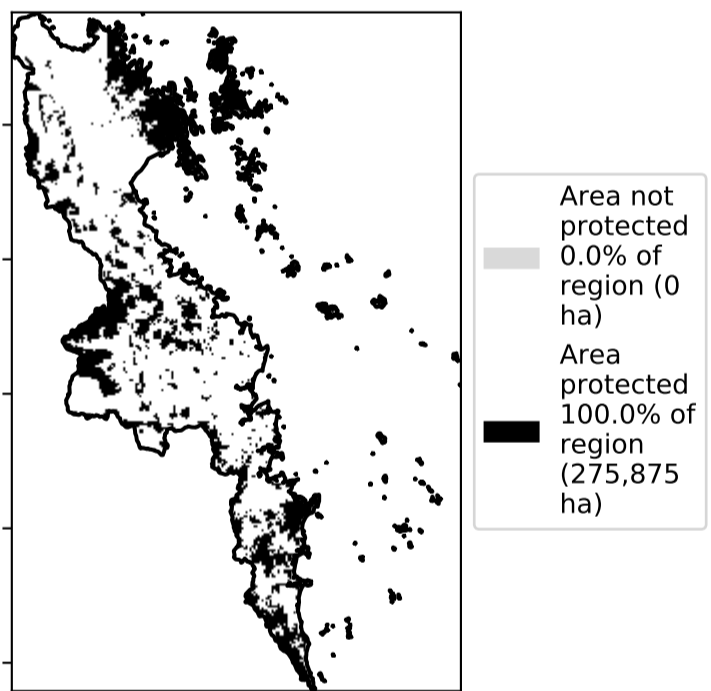 Area not
protected
0.0% of
region (0
ha)
Area
protected
100.0% of
region
(275,875
ha)